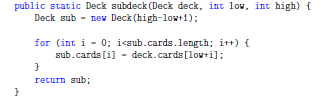 public static Deck subdeck(Deck deck, int low, int high) {
Deck sub = new Deck(high-low+1);
for (int i = 0; i<sub.cards.length; i++) {
sub.cards[i] = deck.cards[low+i];
}
return sub;
}